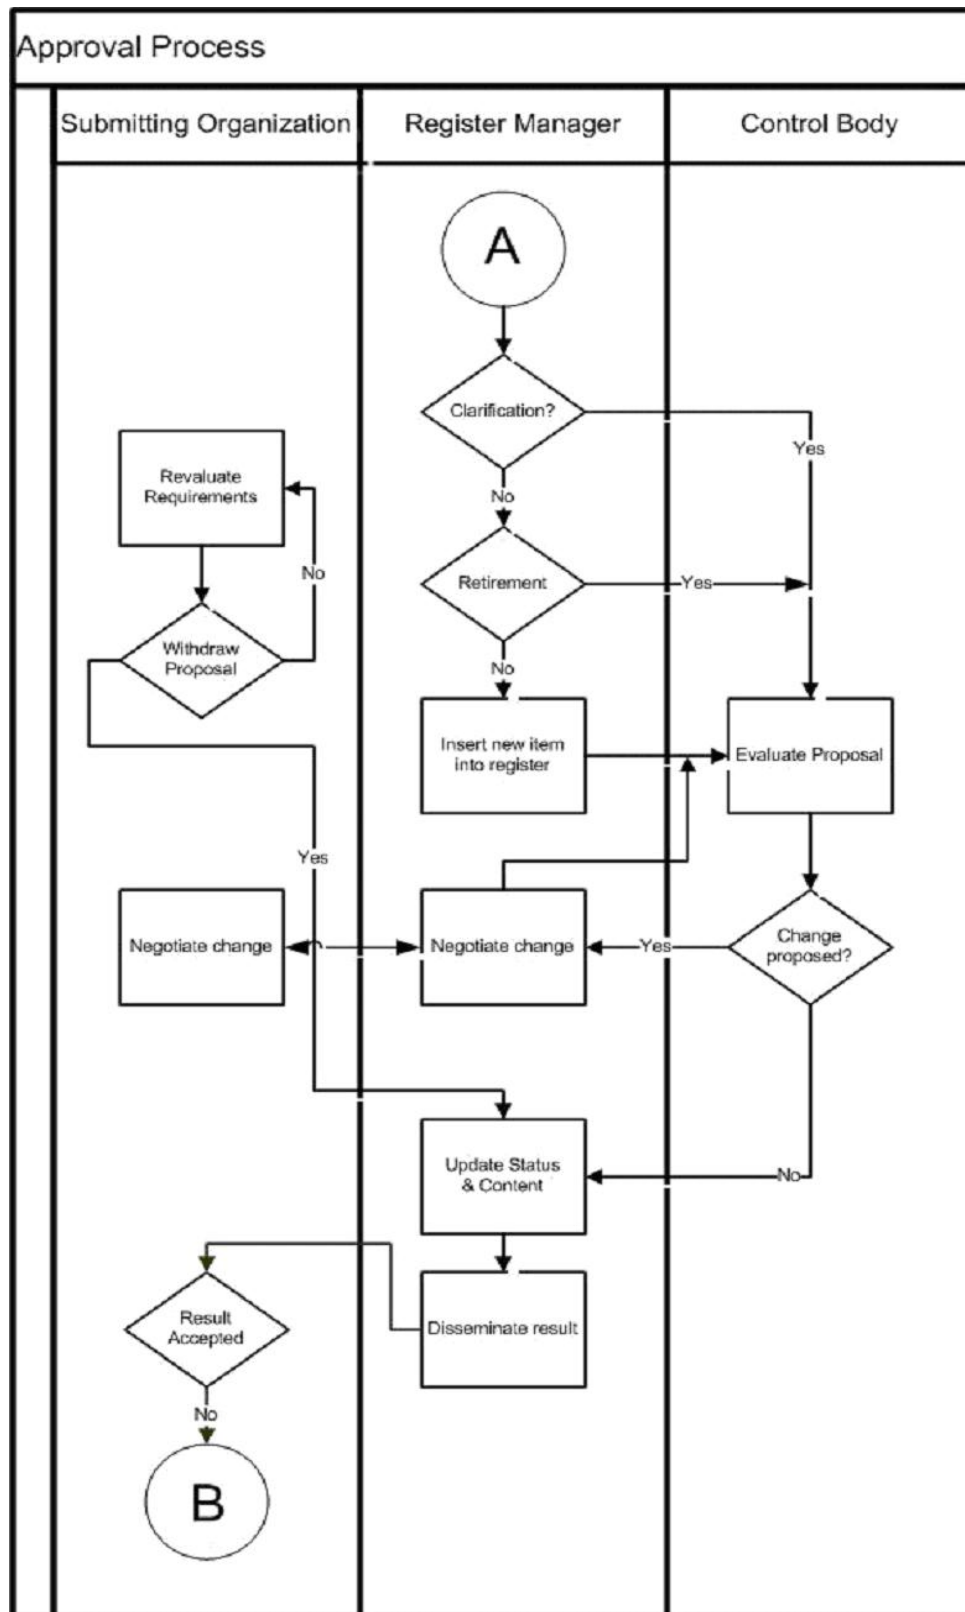 Approval Process
Submitting Organization
Register Manager
Control Body
A
Clarification?
Yes
Revaluate
Requirements
No
No
Retirement
Yes
Withdraw
Proposal
No
Insert new item
into register
Evaluate Proposal
Yes
Negotiate change
Negotiate change
Yes
Change
proposed?
Update Status
& Content
No
Result
Accepted
Disseminate result
No
B